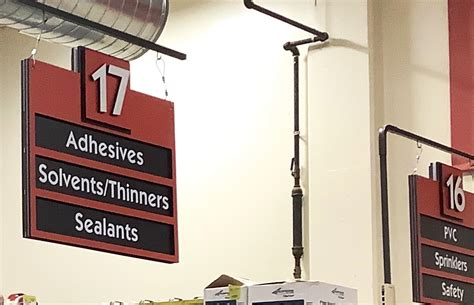 17
Adhesives
Solvents/Thinners
Sealants
16
PVC
Sprinklers
Safety